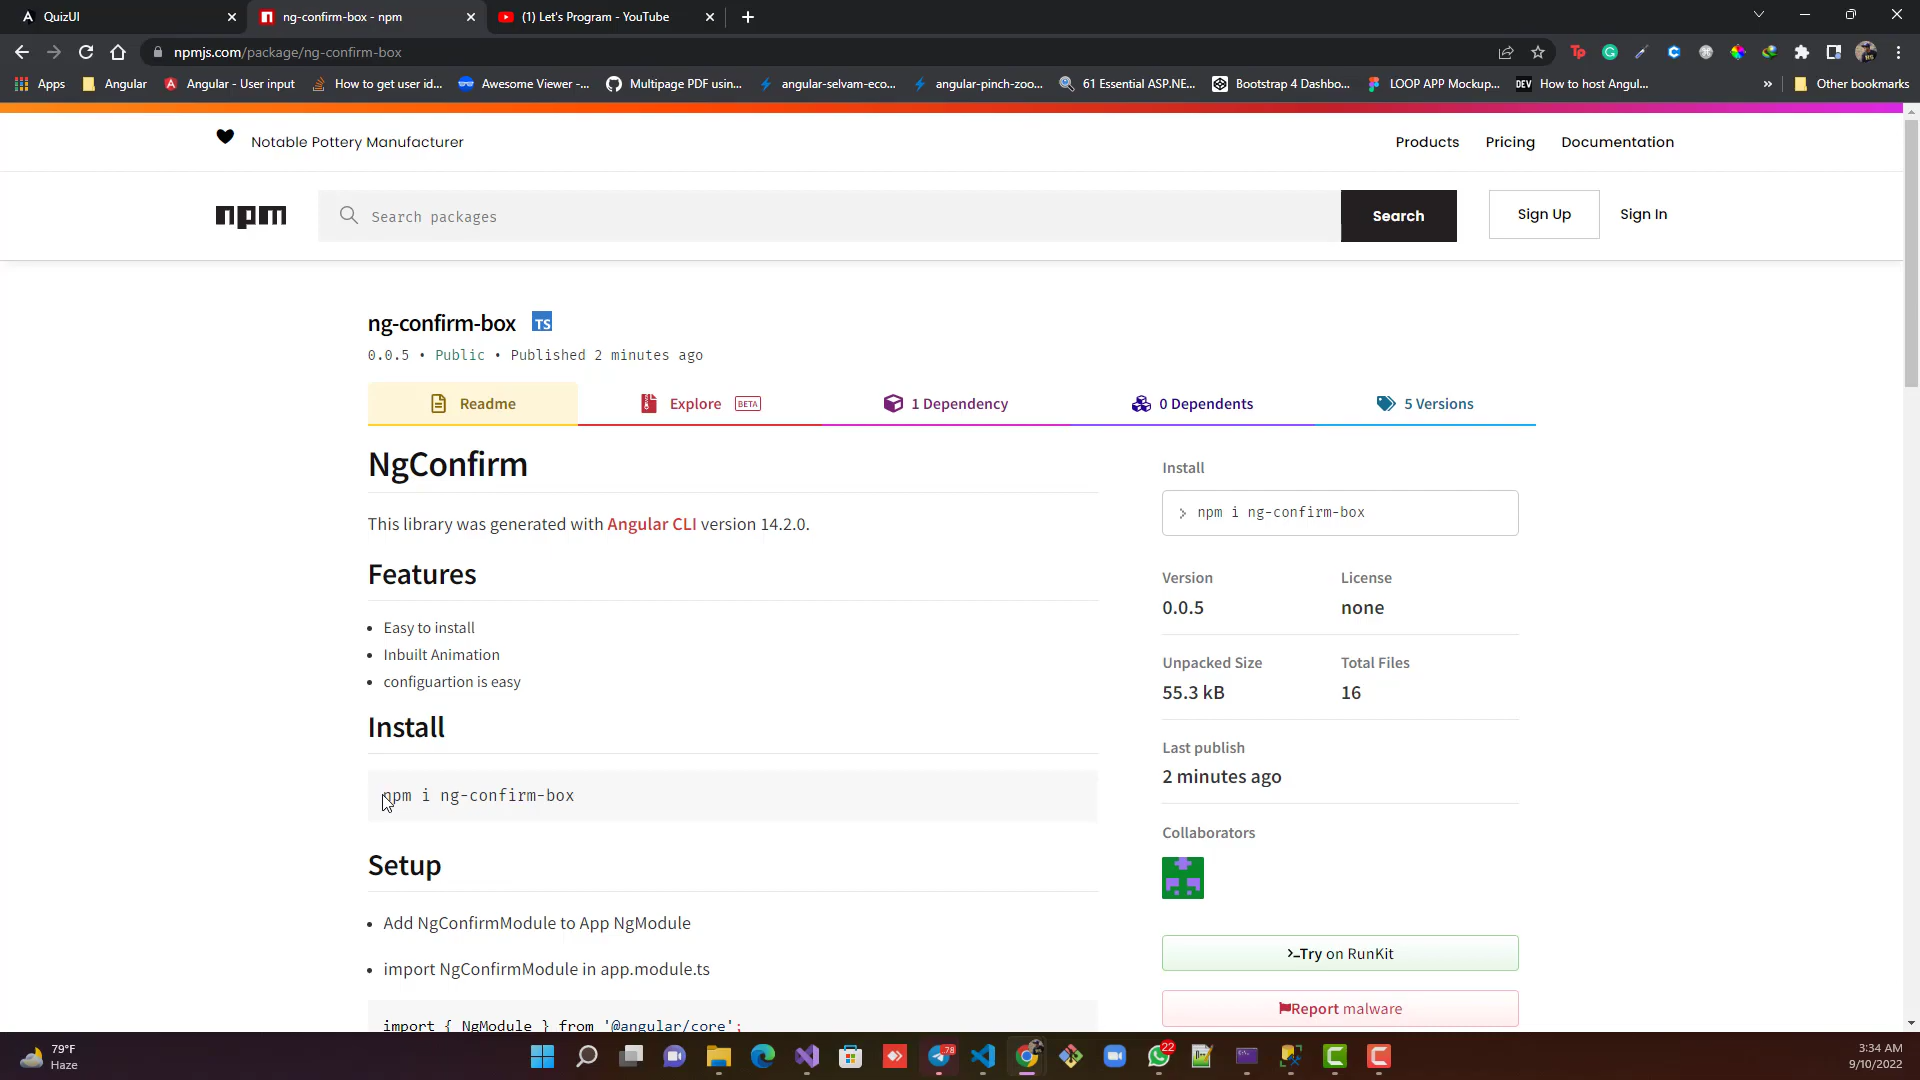 QuizUI
ng-confirm-box - npm
(1) Let's Program - YouTube
npmjs.com/package/ng-confirm-box
Apps
Angular
Angular - User input
How to get user id...
Awesome Viewer -...
Multipage PDF usin...
angular-selvam-eco...
angular-pinch-zoo...
61 Essential ASP.NE...
Bootstrap 4 Dashbo...
LOOP APP Mockup...
DEV
How to host Angul...
»
Other bookmarks
Notable Pottery Manufacturer
Products
Pricing
Documentation
npm
Search packages
Search
Sign Up
Sign In
ng-confirm-box TS
0.0.5 • Public • Published 2 minutes ago
Readme
Explore BETA
1 Dependency
0 Dependents
5 Versions
NgConfirm
This library was generated with Angular CLI version 14.2.0.
Features
• Easy to install
• Inbuilt Animation
• configuartion is easy
Install
npm i ng-confirm-box
Setup
• Add NgConfirmModule to App NgModule
• import NgConfirmModule in app.module.ts
import { NgModule } from '@angular/core';
Install
> npm i ng-confirm-box
Version
License
0.0.5
none
Unpacked Size
Total Files
55.3 kB
16
Last publish
2 minutes ago
Collaborators
Try on RunKit
Report malware
79°F
Haze
78
22
3:34 AM
9/10/2022